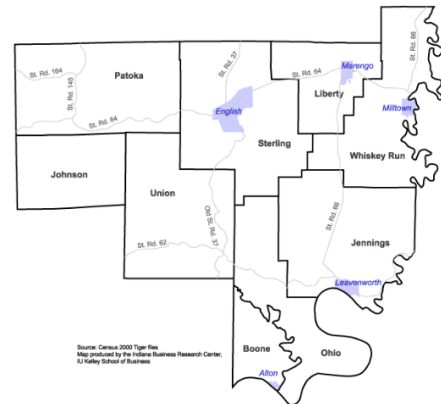 St. Rd. 66
St. Rd. 37
Marengo
St. Rd. 164
St. Rd. 145
Patoka
St. Rd. 64
Liberty
Milltown
English
St. Rd. 64
Sterling
Whiskey Run
Johnson
Union
Old St. Rd. 37
St. Rd. 66
St. Rd. 62
Jennings
Leavenworth
Boone
Ohio
Alton
Source: Census 2000 Tiger files
Map produced by the Indiana Business Research Center,
IU Kelley School of Business